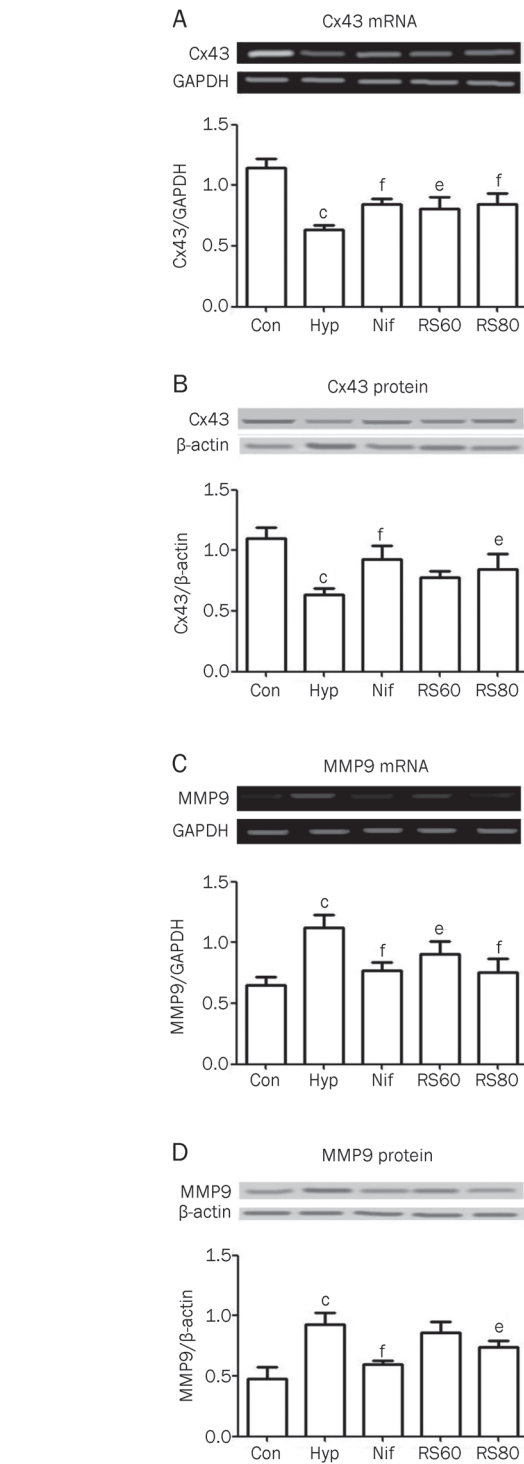 A
Cx43 mRNA
Cx43
GAPDH
1.5
1.0
0.5
0.0
Cx43/GAPDH
c
f
e
f
Con Hyp Nif RS60 RS80
B
Cx43 protein
Cx43
β-actin
1.5
1.0
0.5
0.0
Cx43/β-actin
c
f
e
Con Hyp Nif RS60 RS80
C
MMP9 mRNA
MMP9
GAPDH
1.5
1.0
0.5
0.0
MMP9/GAPDH
c
f
e
f
Con Hyp Nif RS60 RS80
D
MMP9 protein
MMP9
β-actin
1.5
1.0
0.5
0.0
MMP9/β-actin
c
f
e
Con Hyp Nif RS60 RS80